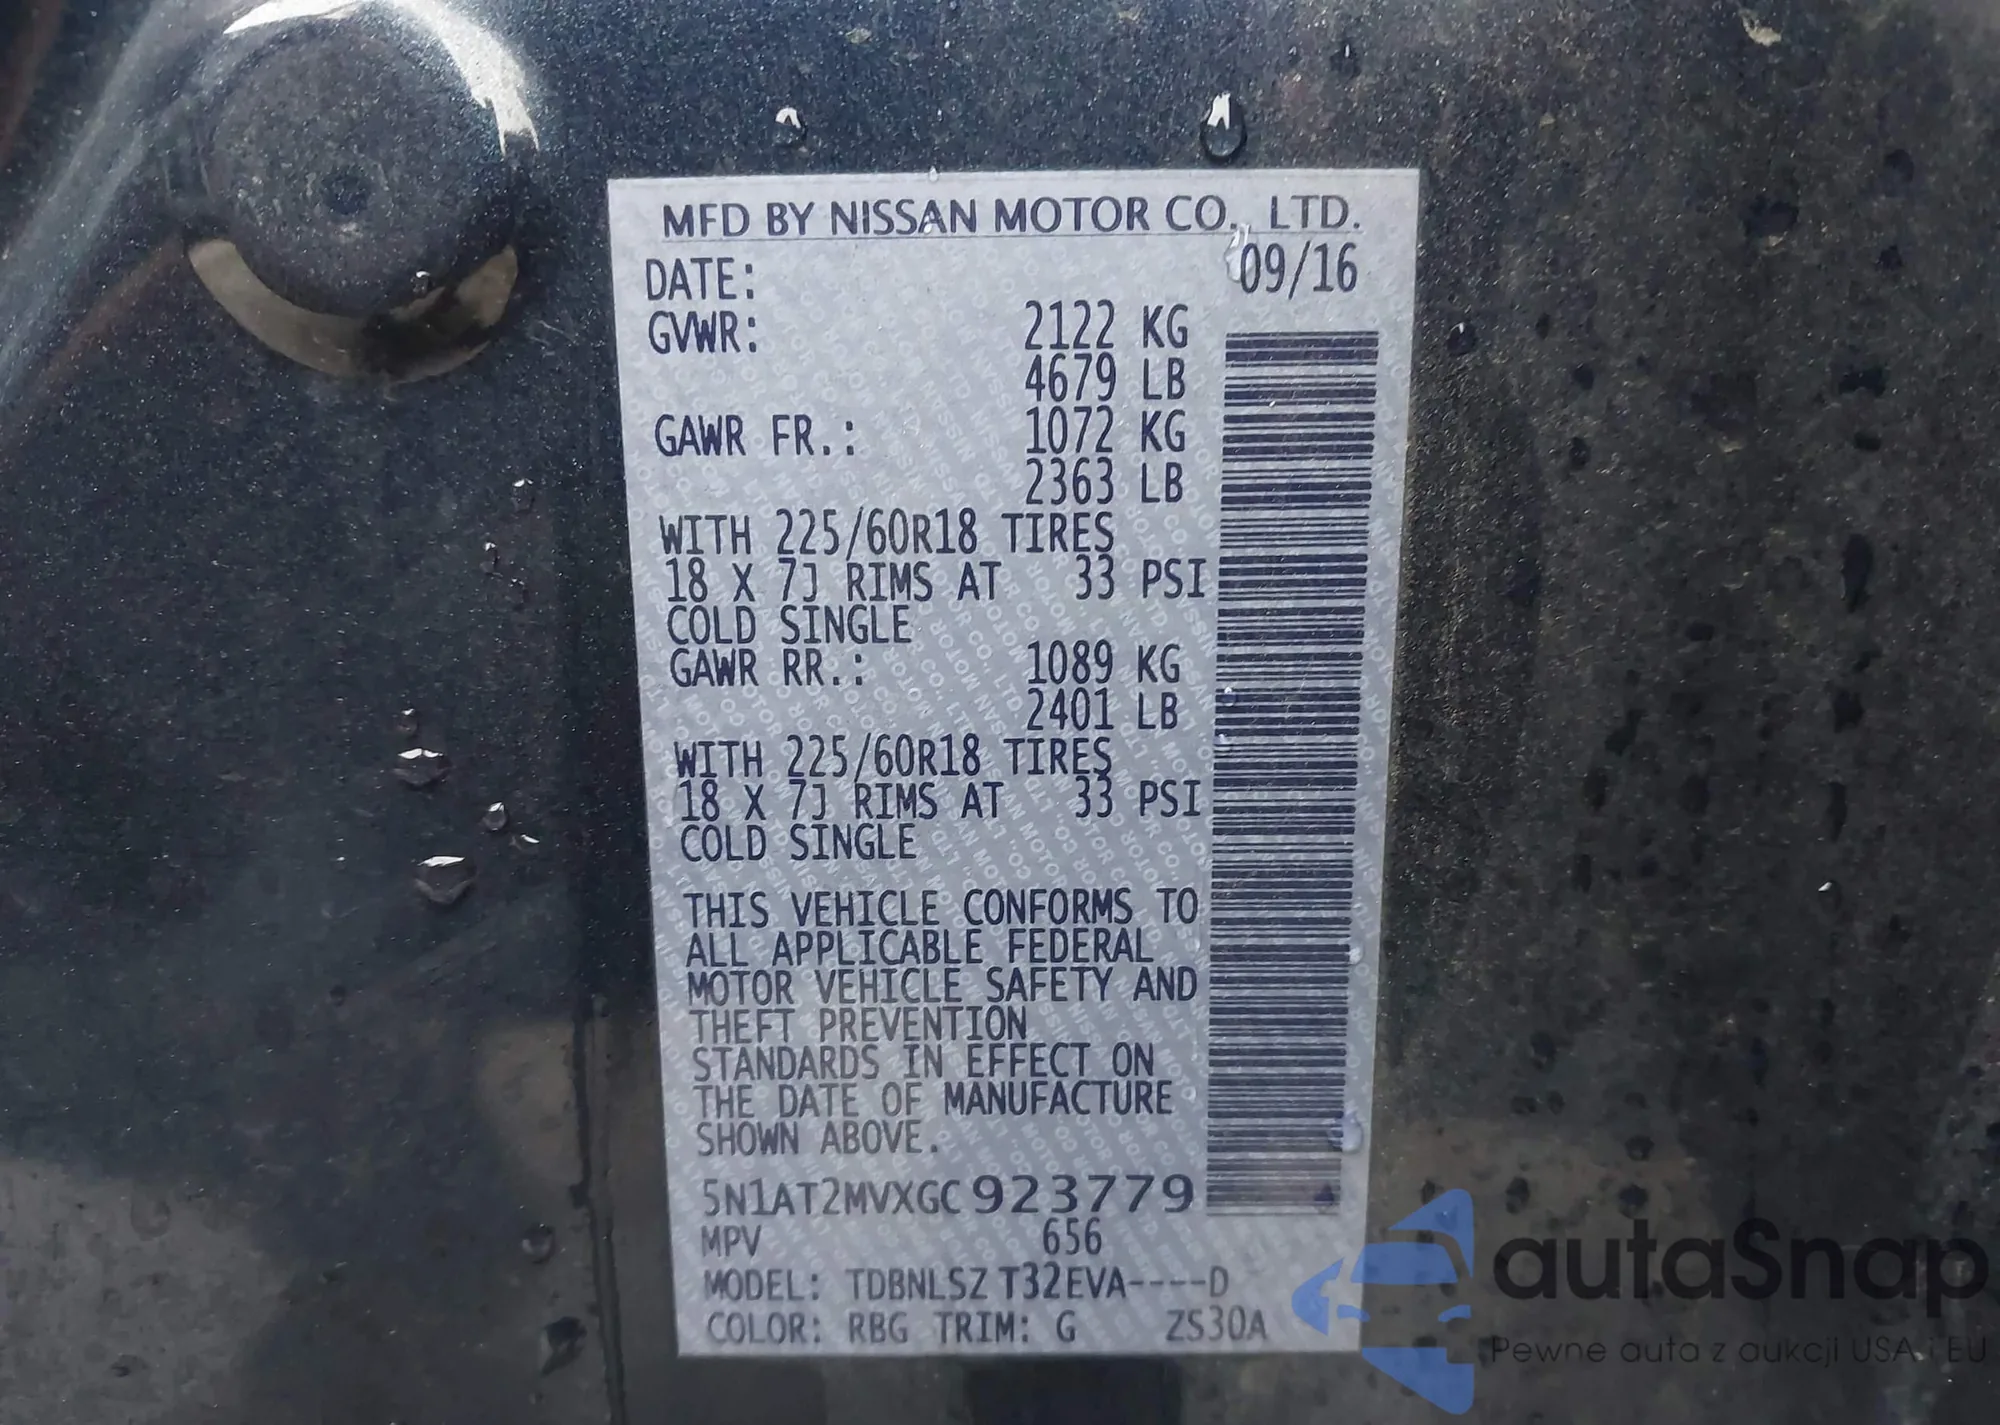 MFD BY NISSAN MOTOR CO., LTD.
DATE: 09/16
GVWR: 2122 KG
4679 LB
GAWR FR.: 1072 KG
2363 LB
WITH 225/60R18 TIRES
18 X 7J RIMS AT 33 PSI
COLD SINGLE
GAWR RR.: 1089 KG
2401 LB
WITH 225/60R18 TIRES
18 X 7J RIMS AT 33 PSI
COLD SINGLE
THIS VEHICLE CONFORMS TO
ALL APPLICABLE FEDERAL
MOTOR VEHICLE SAFETY AND
THEFT PREVENTION
STANDARDS IN EFFECT ON
THE DATE OF MANUFACTURE
SHOWN ABOVE.
5N1AT2MVXGC923779
MPV 656
MODEL: TDBNLSZ T32EVA----D
COLOR: RBG TRIM: G ZS30A
autaSnap
Pewne auta z aukcji USA i EU